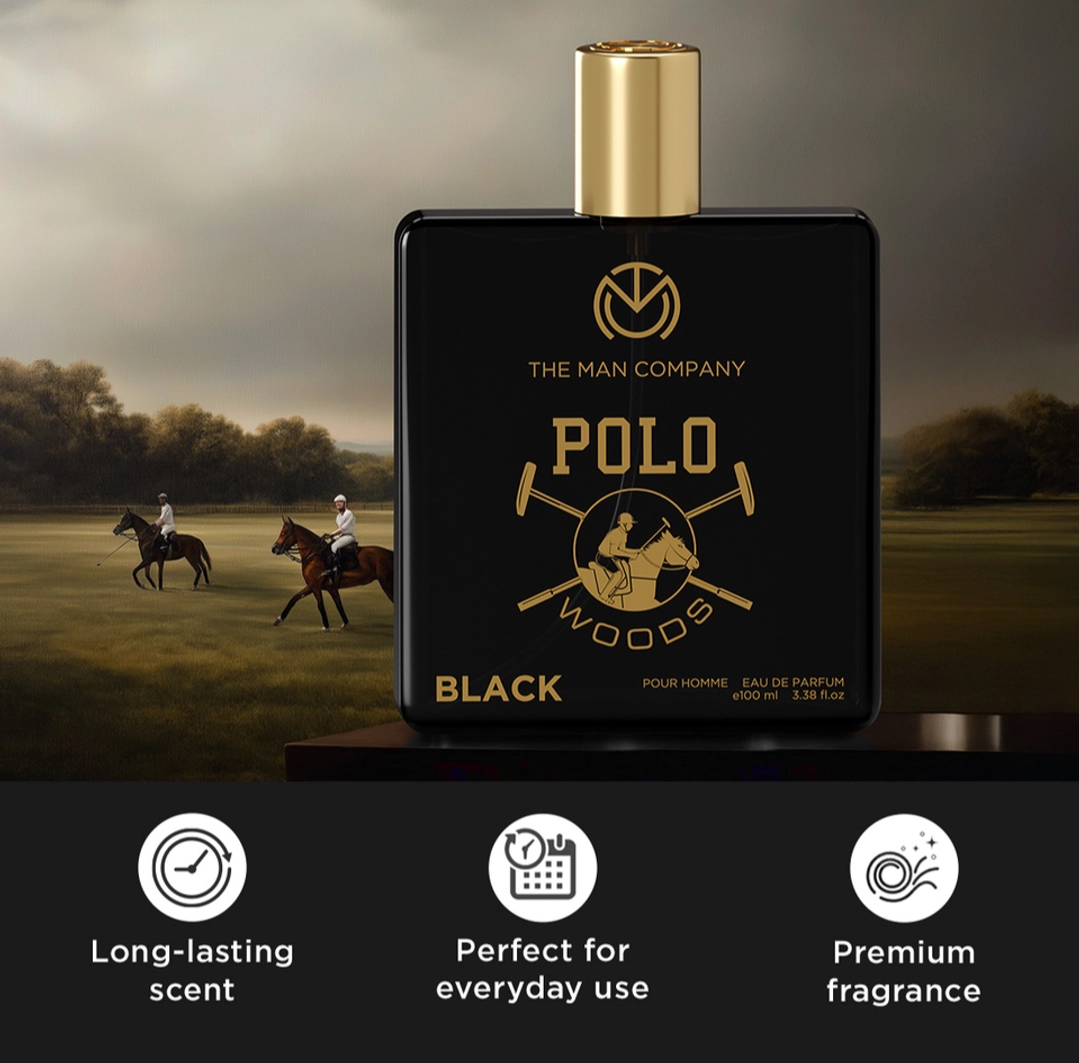 THE MAN COMPANY
POLO
WOODS
BLACK
POUR HOMME EAU DE PARFUM
e100 ml 3.38 fl.oz
Long-lasting
scent
Perfect for
everyday use
Premium
fragrance